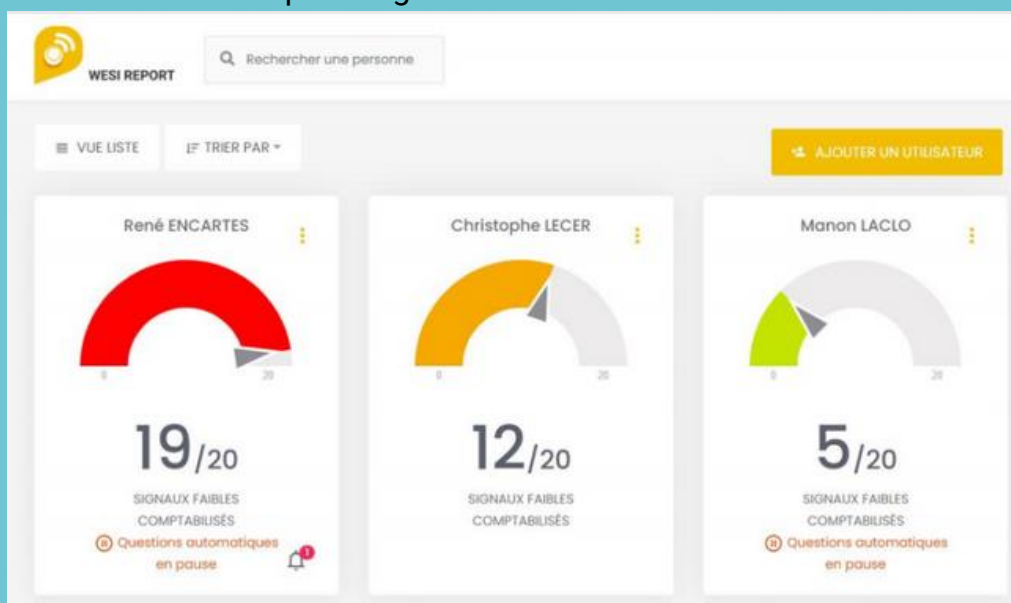 WESI REPORT
Rechercher une personne
VUE LISTE
TRIER PAR
AJOUTER UN UTILISATEUR
René ENCARTES
0
20
19/20
SIGNAUX FAIBLES
COMPTABILISÉS
Questions automatiques
en pause
1
Christophe LECER
0
20
12/20
SIGNAUX FAIBLES
COMPTABILISÉS
Manon LACLO
0
20
5/20
SIGNAUX FAIBLES
COMPTABILISÉS
Questions automatiques
en pause